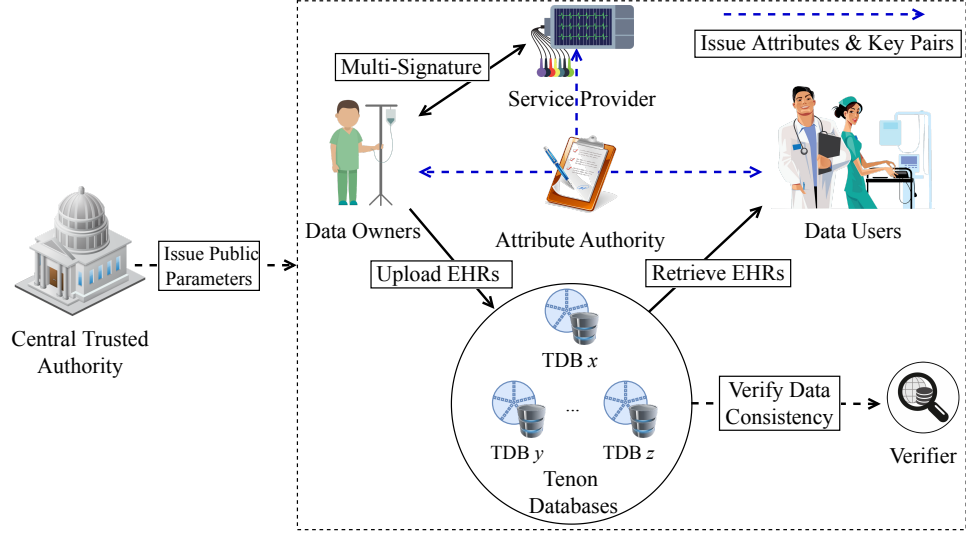 Issue Attributes & Key Pairs
Multi-Signature
Service Provider
Data Owners
Attribute Authority
Data Users
Issue Public
Parameters
Upload EHRs
Retrieve EHRs
Central Trusted
Authority
TDB x
TDB y
...
TDB z
Tenon
Databases
Verify Data
Consistency
Verifier